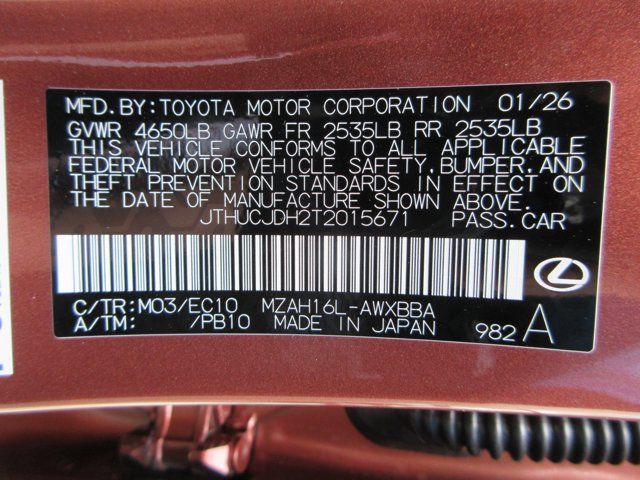 MFD. BY: TOYOTA MOTOR CORPORATION 01/26
GVWR 4650LB GAWR FR 2535LB RR 2535LB
THIS VEHICLE CONFORMS TO ALL APPLICABLE
FEDERAL MOTOR VEHICLE SAFETY, BUMPER, AND
THEFT PREVENTION STANDARDS IN EFFECT ON
THE DATE OF MANUFACTURE SHOWN ABOVE.
JTHUCJDH2T2015671 PASS. CAR
C/TR: M03/EC10 MZAH16L-AWXBBA
A/TM: /PB10 MADE IN JAPAN 982 A